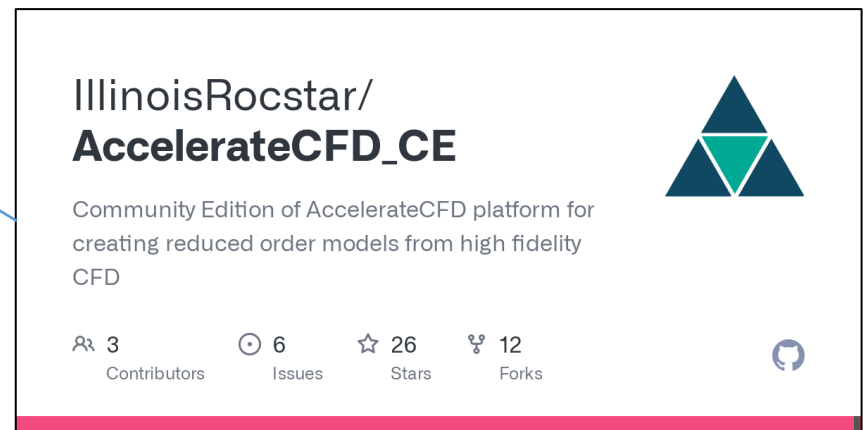 IllinoisRocstar/
AccelerateCFD_CE
Community Edition of AccelerateCFD platform for
creating reduced order models from high fidelity
CFD
3 6 26 12
Contributors Issues Stars Forks